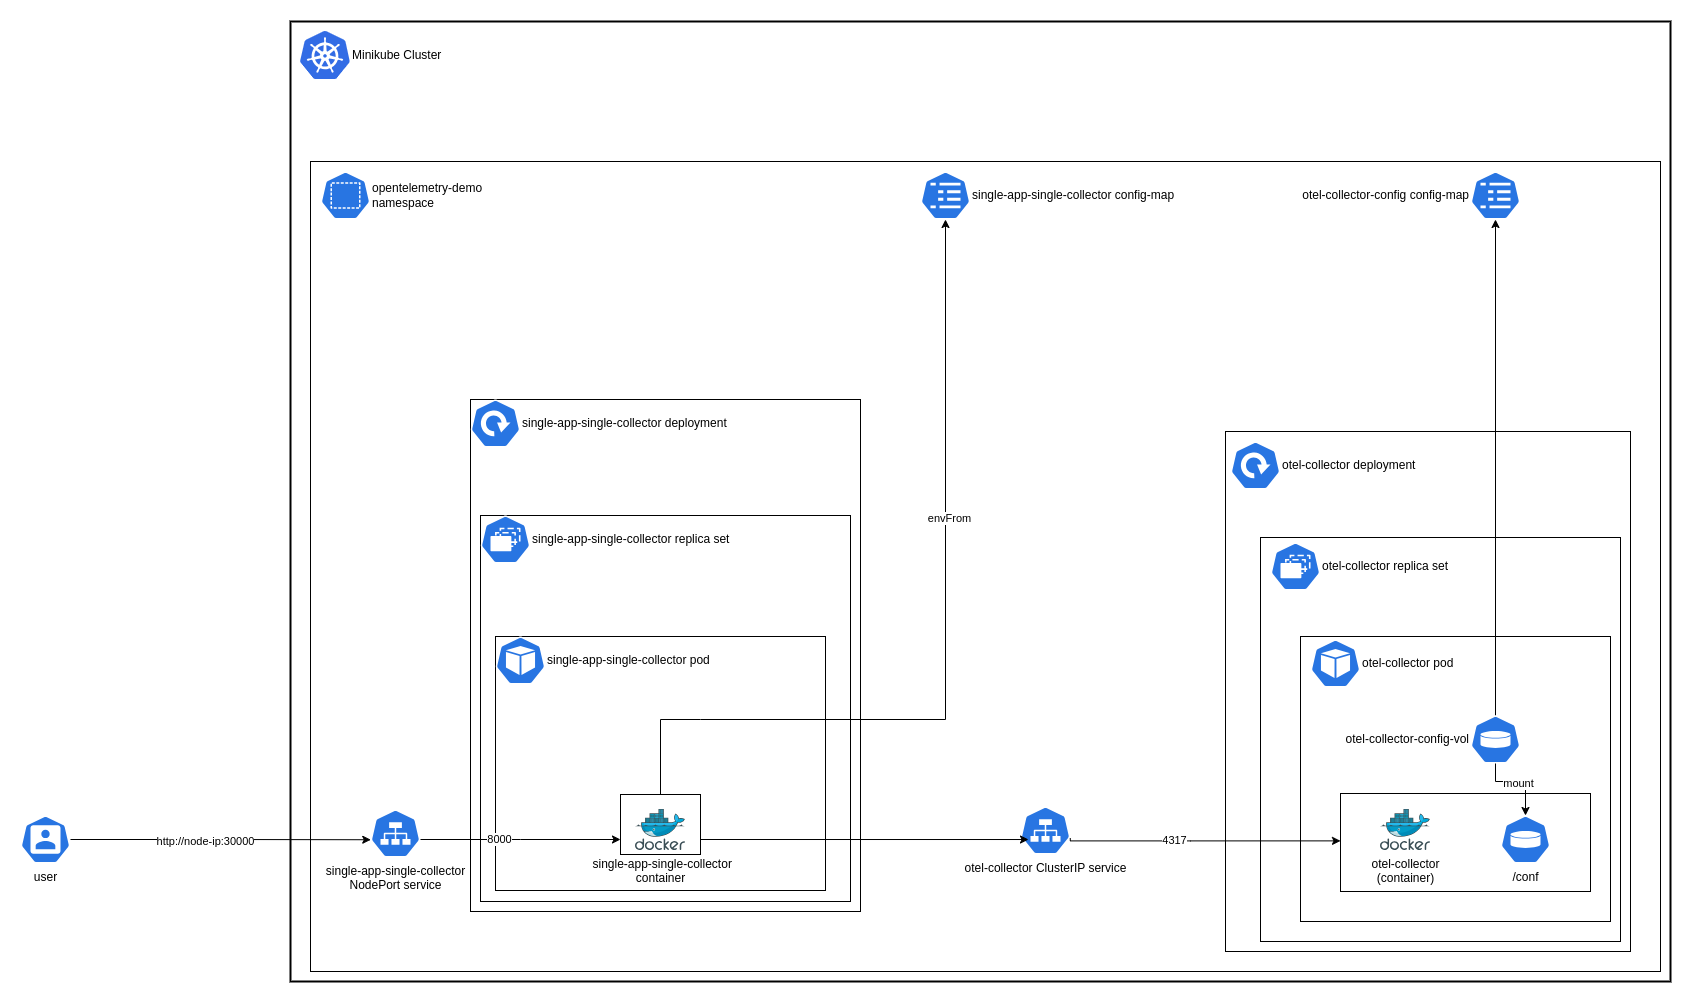 Minikube Cluster
opentelemetry-demo
namespace
single-app-single-collector config-map
otel-collector-config config-map
single-app-single-collector deployment
otel-collector deployment
envFrom
single-app-single-collector replica set
otel-collector replica set
single-app-single-collector pod
otel-collector pod
otel-collector-config-vol
mount
http://node-ip:30000
8000
docker
4317
docker
user
single-app-single-collector
NodePort service
single-app-single-collector
container
otel-collector ClusterIP service
otel-collector
(container)
/conf